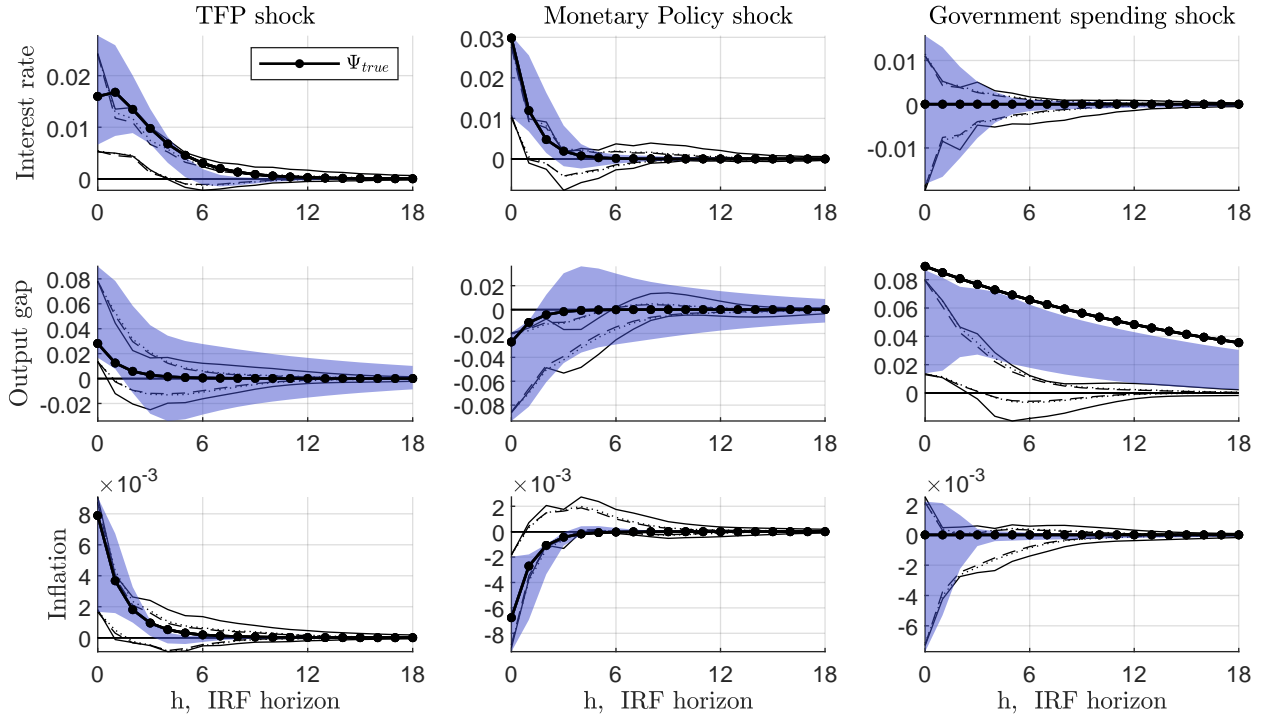 TFP shock
Monetary Policy shock
Government spending shock
Interest rate
0.02
0.01
0
Ψtrue
0 6 12 18
0.03
0.02
0.01
0
0 6 12 18
0.01
0
-0.01
0 6 12 18
Output gap
0.08
0.06
0.04
0.02
0
-0.02
0 6 12 18
0.02
0
-0.02
-0.04
-0.06
-0.08
0 6 12 18
0.08
0.06
0.04
0.02
0
0 6 12 18
Inflation
×10-3
8
6
4
2
0
0 6 12 18
h, IRF horizon
×10-3
2
0
-2
-4
-6
-8
0 6 12 18
h, IRF horizon
×10-3
2
0
-2
-4
-6
0 6 12 18
h, IRF horizon